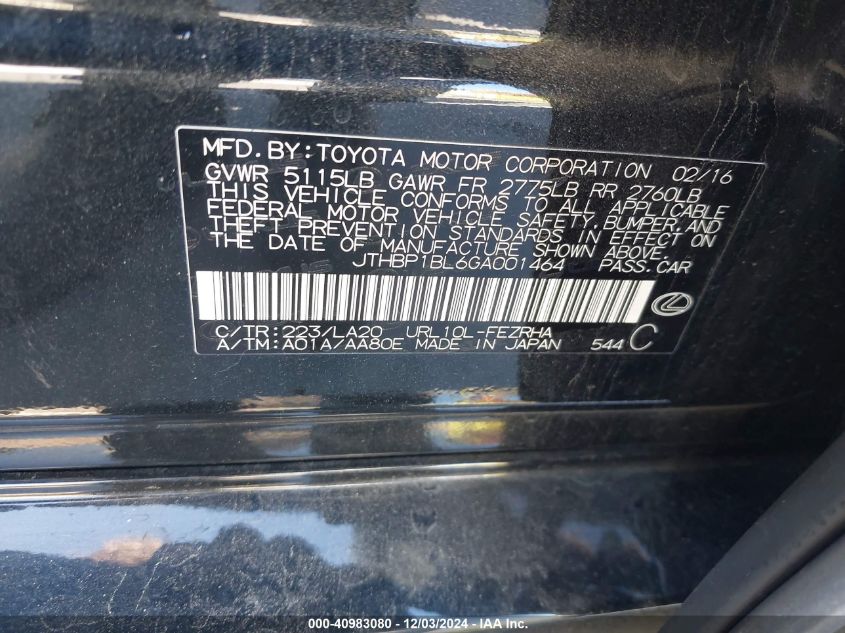 MFD.BY:TOYOTA MOTOR CORPORATION 02/16
GVWR 5115LB GAWR FR 2775LB RR 2760LB
THIS VEHICLE CONFORMS TO ALL APPLICABLE
FEDERAL MOTOR VEHICLE SAFETY,BUMPER,AND
THEFT PREVENTION STANDARDS IN EFFECT ON
THE DATE OF MANUFACTURE SHOWN ABOVE.
JTHBP1BL6GA001464 PASS.CAR
C/TR:223/LA20 URL10L-FEZRHA
A/TM:A01A/AA80E MADE IN JAPAN 544 C
000-40983080 - 12/03/2024 - IAA Inc.